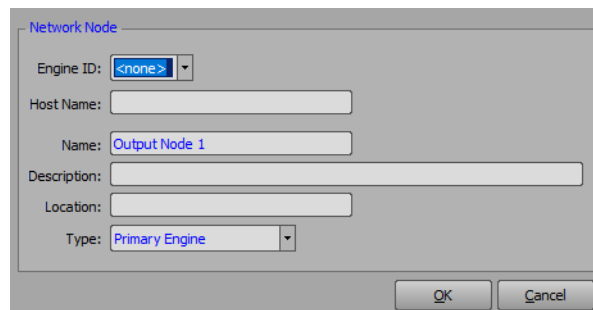 Network Node
Engine ID: <none>
Host Name:
Name: Output Node 1
Description:
Location:
Type: Primary Engine
OK Cancel